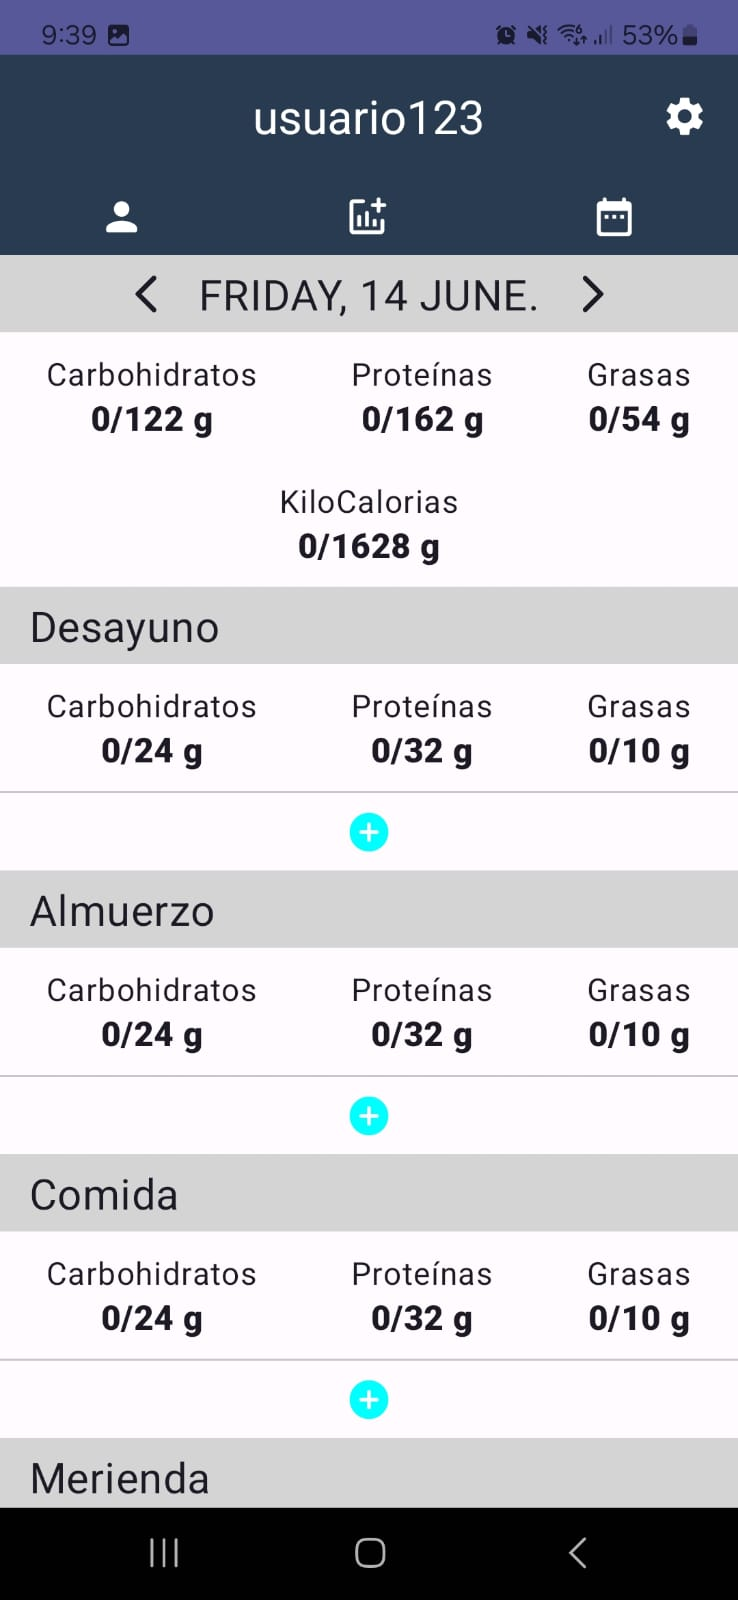 9:39 53%
usuario123
FRIDAY, 14 JUNE.
Carbohidratos Proteínas Grasas
0/122 g 0/162 g 0/54 g
KiloCalorias
0/1628 g
Desayuno
Carbohidratos Proteínas Grasas
0/24 g 0/32 g 0/10 g
Almuerzo
Carbohidratos Proteínas Grasas
0/24 g 0/32 g 0/10 g
Comida
Carbohidratos Proteínas Grasas
0/24 g 0/32 g 0/10 g
Merienda